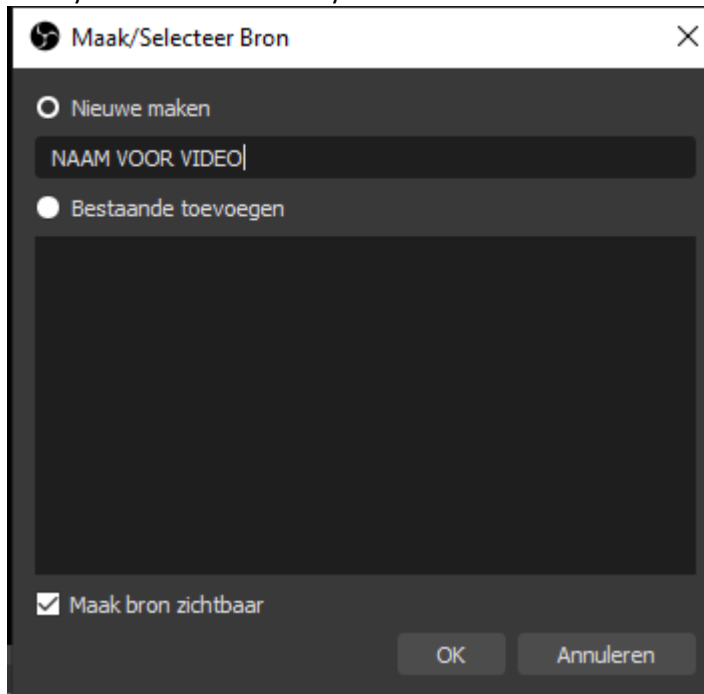 Maak/Selecteer Bron
Nieuwe maken
NAAM VOOR VIDEO
Bestaande toevoegen
Maak bron zichtbaar
OK Annuleren